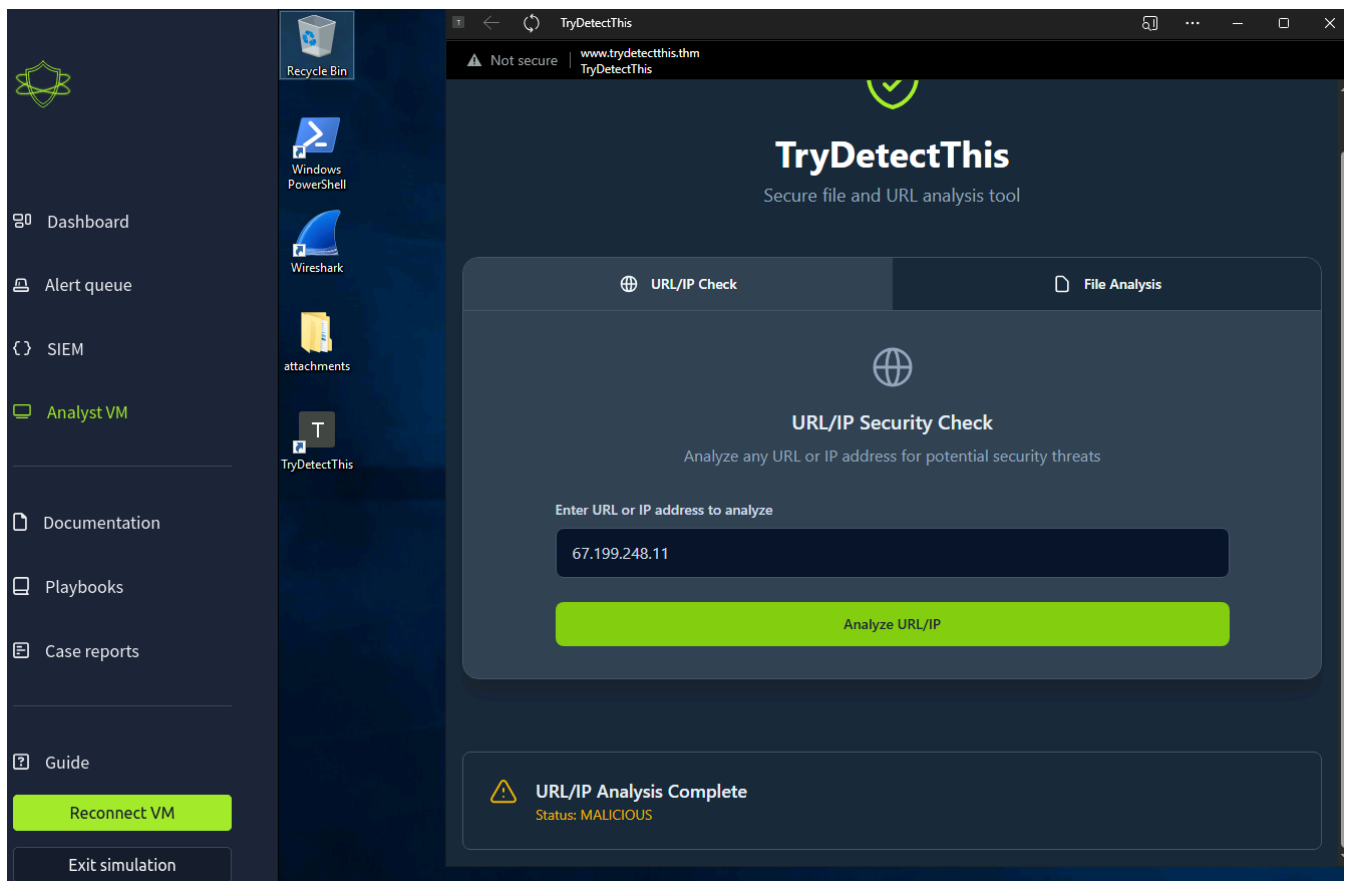 Dashboard
Alert queue
SIEM
Analyst VM
Documentation
Playbooks
Case reports
Guide
Reconnect VM
Exit simulation
Recycle Bin
Windows
PowerShell
Wireshark
attachments
T
TryDetectThis
T
TryDetectThis
Not secure
www.trydetectthis.thm
TryDetectThis
TryDetectThis
Secure file and URL analysis tool
URL/IP Check
File Analysis
URL/IP Security Check
Analyze any URL or IP address for potential security threats
Enter URL or IP address to analyze
67.199.248.11
Analyze URL/IP
URL/IP Analysis Complete
Status: MALICIOUS